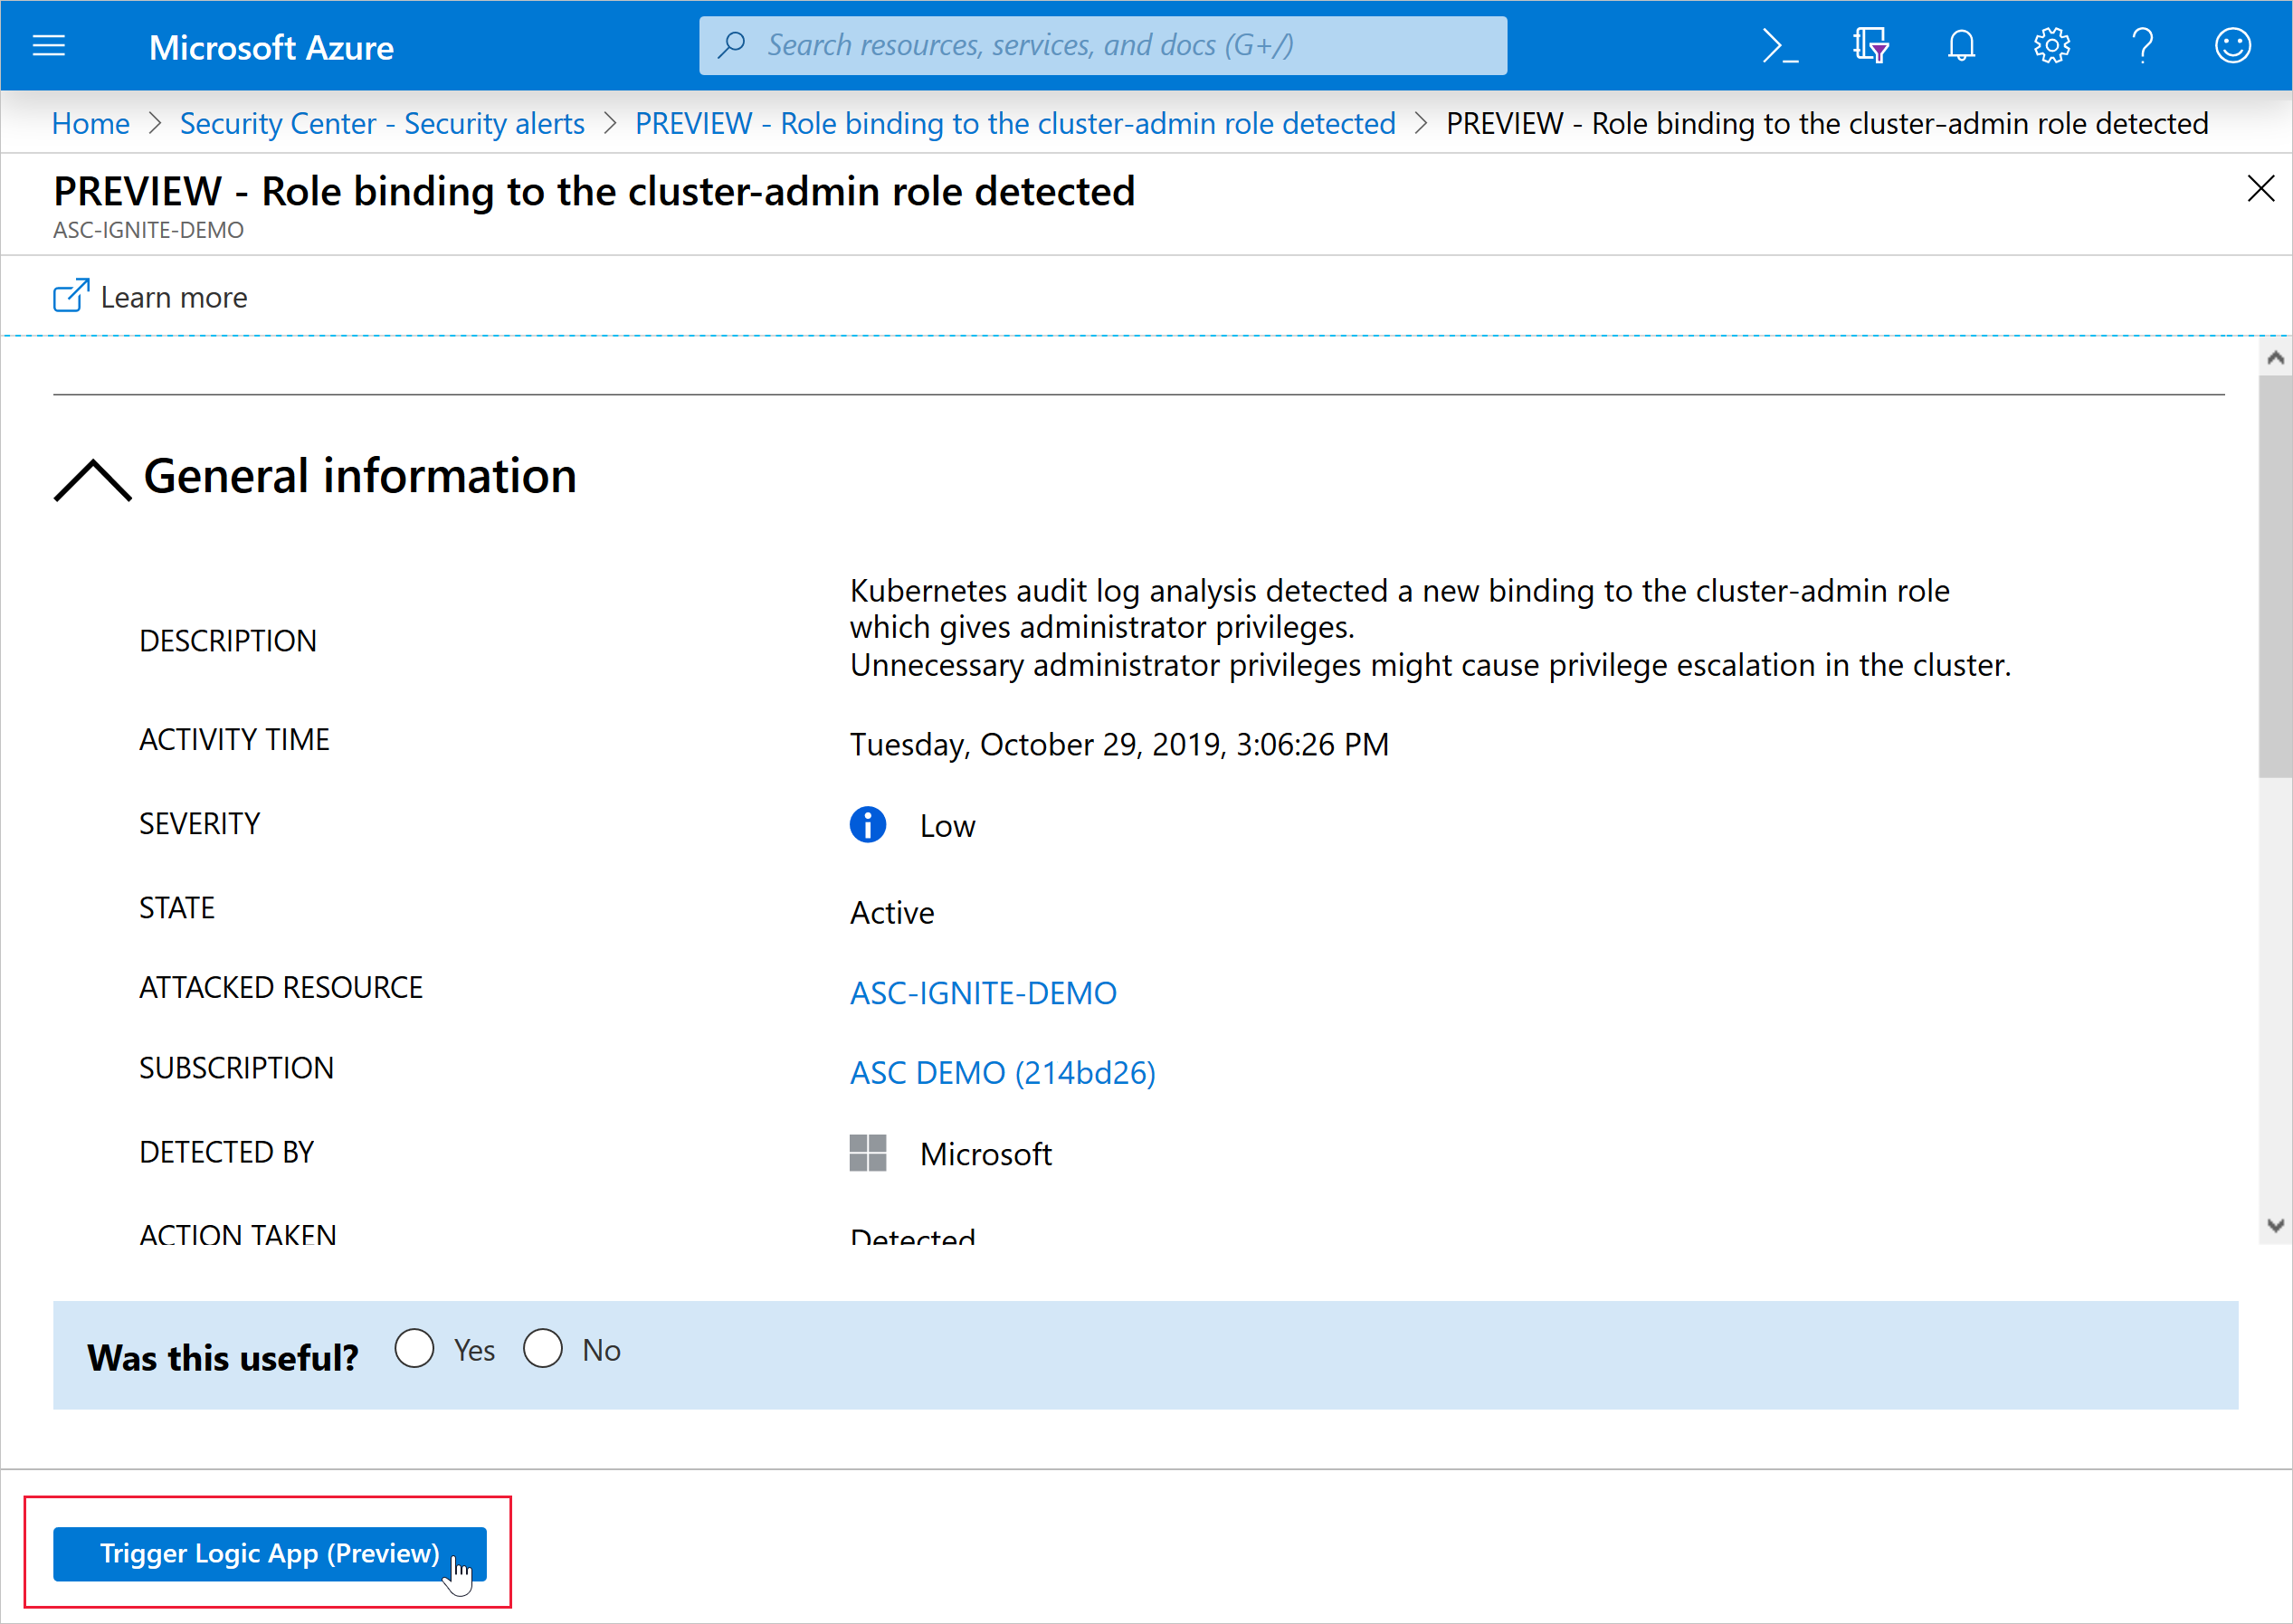 Microsoft Azure
Search resources, services, and docs (G+/)
Home > Security Center - Security alerts > PREVIEW - Role binding to the cluster-admin role detected > PREVIEW - Role binding to the cluster-admin role detected
PREVIEW - Role binding to the cluster-admin role detected
ASC-IGNITE-DEMO
Learn more
General information
DESCRIPTION
Kubernetes audit log analysis detected a new binding to the cluster-admin role
which gives administrator privileges.
Unnecessary administrator privileges might cause privilege escalation in the cluster.
ACTIVITY TIME
Tuesday, October 29, 2019, 3:06:26 PM
SEVERITY
Low
STATE
Active
ATTACKED RESOURCE
ASC-IGNITE-DEMO
SUBSCRIPTION
ASC DEMO (214bd26)
DETECTED BY
Microsoft
ACTION TAKEN
Detected
Was this useful? Yes No
Trigger Logic App (Preview)